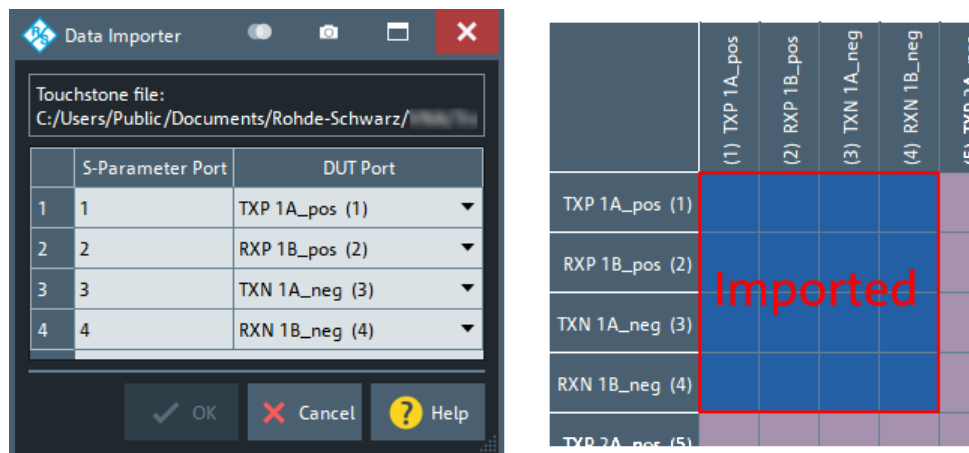 Data Importer
Touchstone file:
C:/Users/Public/Documents/Rohde-Schwarz/
S-Parameter Port DUT Port
1 1 TXP 1A_pos (1)
2 2 RXP 1B_pos (2)
3 3 TXN 1A_neg (3)
4 4 RXN 1B_neg (4)
OK Cancel ? Help
(1) TXP 1A_pos
(2) RXP 1B_pos
(3) TXN 1A_neg
(4) RXN 1B_neg
TXP 1A_pos (1)
RXP 1B_pos (2)
Imported
TXN 1A_neg (3)
RXN 1B_neg (4)
TXP 2A_pos (5)